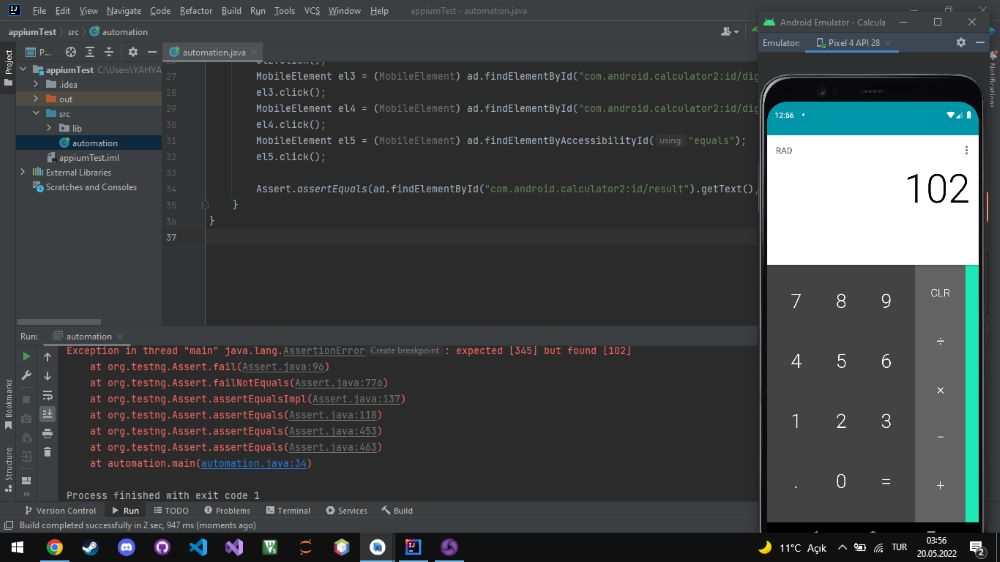 File Edit View Navigate Code Refactor Build Run Tools VCS Window Help
appiumTest - automation.java
Android Emulator - Calcula
appiumTest
src
automation
Emulator:
Pixel 4 API 28
Project
P...
automation.java
Notifications
appiumTest
.idea
out
src
lib
automation
appiumTest.iml
External Libraries
Scratches and Consoles
27 MobileElement el3 = (MobileElement) ad.findElementById("com.android.calculator2:id/dig
28 el3.click();
29 MobileElement el4 = (MobileElement) ad.findElementById("com.android.calculator2:id/dig
30 el4.click();
31 MobileElement el5 = (MobileElement) ad.findElementByAccessibilityId( using: "equals");
32 el5.click();
33
34 Assert.assertEquals(ad.findElementById("com.android.calculator2:id/result").getText(),
35 }
36 }
37
12:56
RAD
102
7 8 9 CLR
÷
4 5 6
×
1 2 3
−
. 0 =
+
Run:
automation
Exception in thread "main" java.lang.AssertionError Create breakpoint : expected [345] but found [102]
at org.testng.Assert.fail(Assert.java:96)
at org.testng.Assert.failNotEquals(Assert.java:776)
at org.testng.Assert.assertEqualsImpl(Assert.java:137)
at org.testng.Assert.assertEquals(Assert.java:118)
at org.testng.Assert.assertEquals(Assert.java:453)
at org.testng.Assert.assertEquals(Assert.java:463)
at automation.main(automation.java:34)
Process finished with exit code 1
Bookmarks
Structure
Version Control Run TODO Problems Terminal Services Build
Build completed successfully in 2 sec, 947 ms (moments ago)
11°C Açık
TUR
03:56
20.05.2022
2